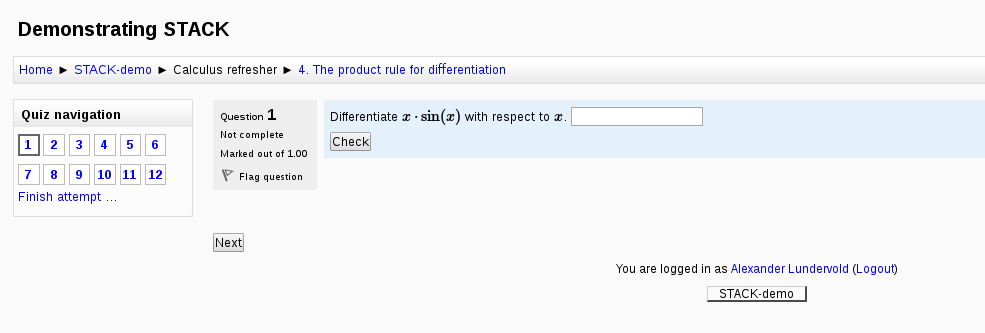 Demonstrating STACK
Home ► STACK-demo ► Calculus refresher ► 4. The product rule for differentiation
Quiz navigation
1 2 3 4 5 6
7 8 9 10 11 12
Finish attempt ...
Question 1
Not complete
Marked out of 1.00
Flag question
Differentiate x · sin(x) with respect to x.
Check
Next
You are logged in as Alexander Lundervold (Logout)
STACK-demo